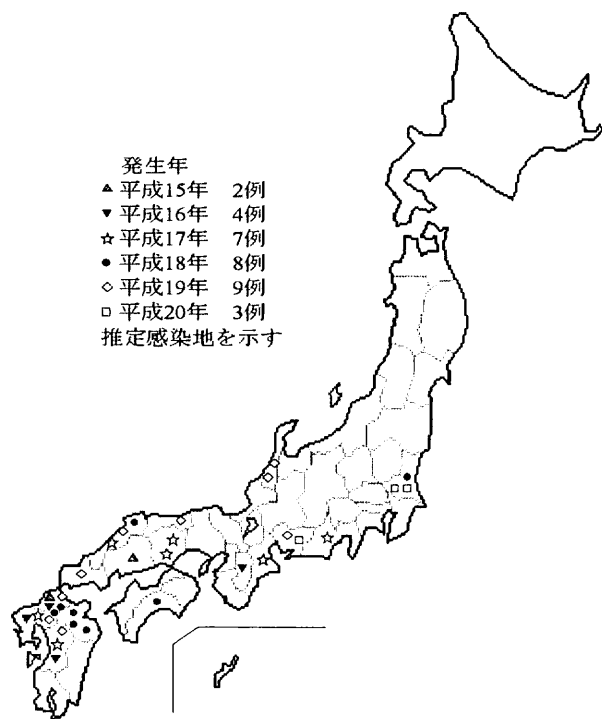 発生年
▲平成15年 2例
▼平成16年 4例
☆平成17年 7例
●平成18年 8例
◇平成19年 9例
□平成20年 3例
推定感染地を示す